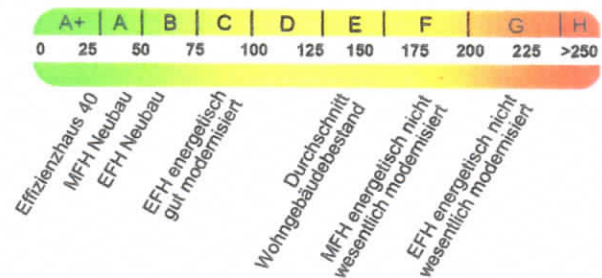 A+ A B C D E F G H
0 25 50 75 100 125 150 175 200 225 >250
Effizienzhaus 40
MFH Neubau
EFH Neubau
EFH energetisch
gut modernisiert
Durchschnitt
Wohngebäudebestand
MFH energetisch nicht
wesentlich modernisiert
EFH energetisch nicht
wesentlich modernisiert